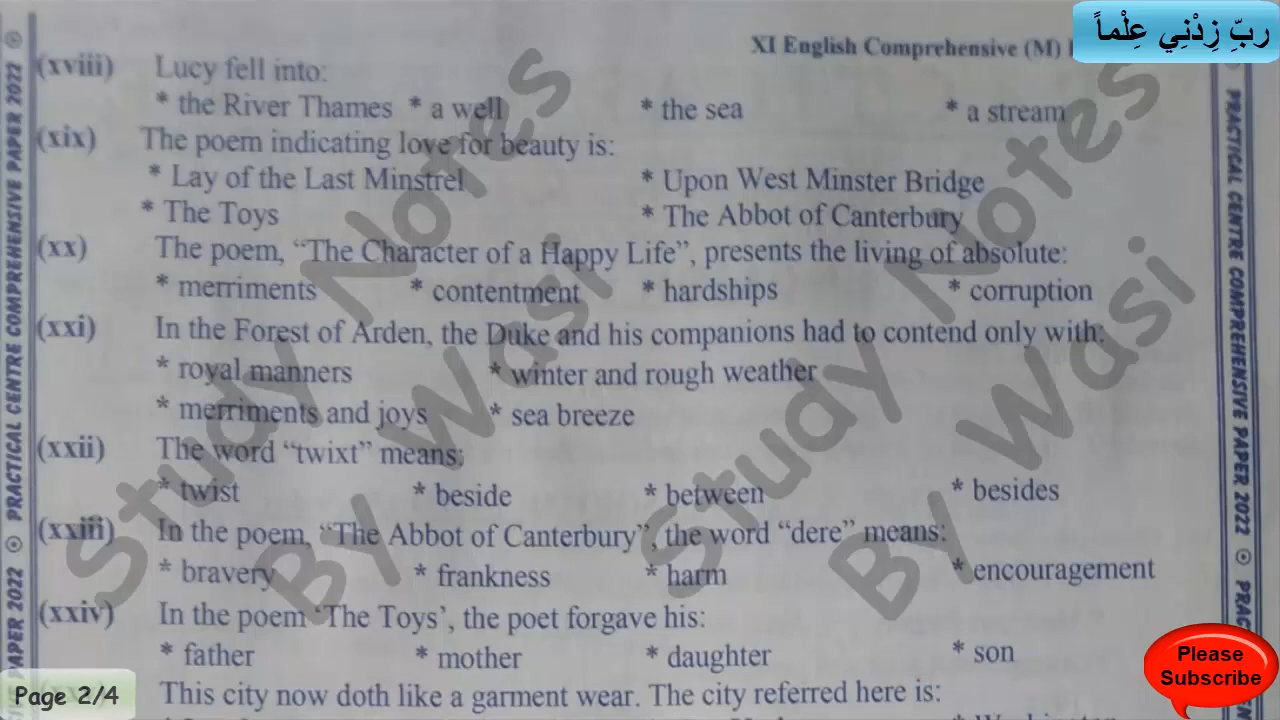 ربِّ زِدْنِي عِلْماً
XI English Comprehensive (M)
(xviii) Lucy fell into:
* the River Thames * a well * the sea * a stream
(xix) The poem indicating love for beauty is:
* Lay of the Last Minstrel * Upon West Minster Bridge
* The Toys * The Abbot of Canterbury
(xx) The poem, “The Character of a Happy Life”, presents the living of absolute:
* merriments * contentment * hardships * corruption
(xxi) In the Forest of Arden, the Duke and his companions had to contend only with:
* royal manners * winter and rough weather
* merriments and joys * sea breeze
(xxii) The word “twixt” means:
* twist * beside * between * besides
(xxiii) In the poem, “The Abbot of Canterbury”, the word “dere” means:
* bravery * frankness * harm * encouragement
(xxiv) In the poem ‘The Toys’, the poet forgave his:
* father * mother * daughter * son
This city now doth like a garment wear. The city referred here is:
PAPER 2022 PRACTICAL CENTRE COMPREHENSIVE PAPER 2022
PRACTICAL CENTRE COMPREHENSIVE PAPER 2022
Study Notes
By Wasi
Study Notes
By Wasi
Please
Subscribe
Page 2/4